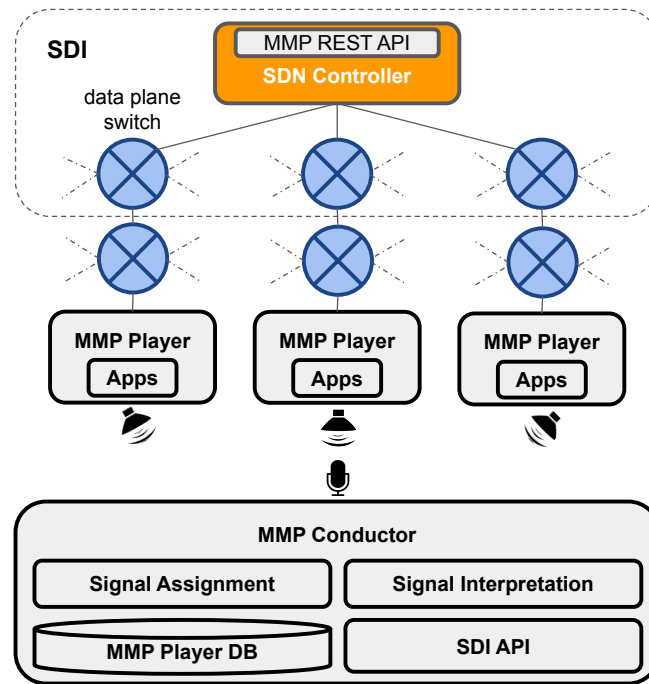 MMP REST API
SDI
SDN Controller
data plane
switch
MMP Player
Apps
MMP Player
Apps
MMP Player
Apps
MMP Conductor
Signal Assignment
Signal Interpretation
MMP Player DB
SDI API